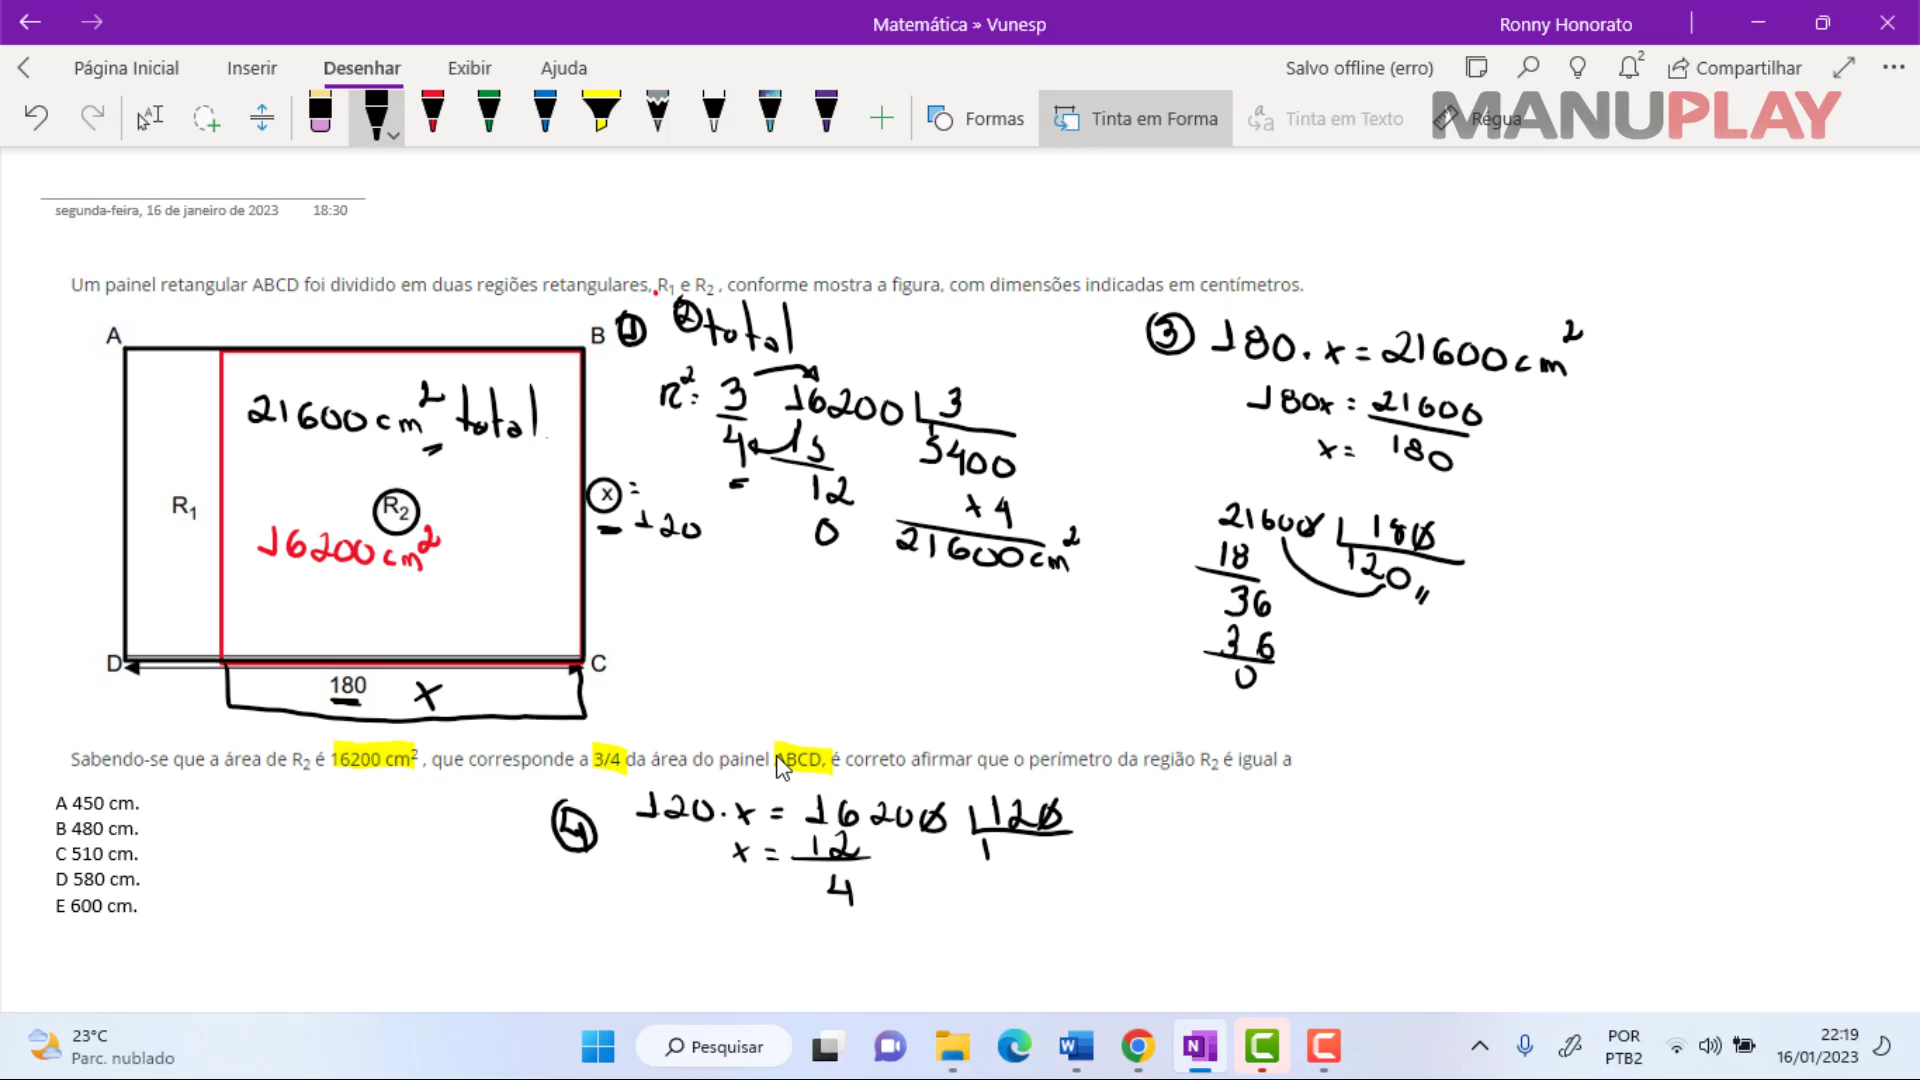 Matemática » Vunesp
Ronny Honorato
Página Inicial Inserir Desenhar Exibir Ajuda
Salvo offline (erro) 2 Compartilhar
Formas Tinta em Forma Tinta em Texto Régua
MANUPLAY
segunda-feira, 16 de janeiro de 2023 18:30
Um painel retangular ABCD foi dividido em duas regiões retangulares, R1 e R2 , conforme mostra a figura, com dimensões indicadas em centímetros.
A B
21600 cm² total
R1
R2
16200 cm²
x = 120
D C
180 x
1 2 total
R²: 3/4 16200 | 3
15 5400
12 x 4
0 21600 cm²
3 180 . x = 21600 cm²
180x = 21600
x = 180
21600 | 180
18 120 "
36
36
0
Sabendo-se que a área de R2 é 16200 cm² , que corresponde a 3/4 da área do painel ABCD, é correto afirmar que o perímetro da região R2 é igual a
A 450 cm.
B 480 cm.
C 510 cm.
D 580 cm.
E 600 cm.
4 120 . x = 16200 | 120
x = 12 1
4
23°C
Parc. nublado
Pesquisar
POR
PTB2
22:19
16/01/2023